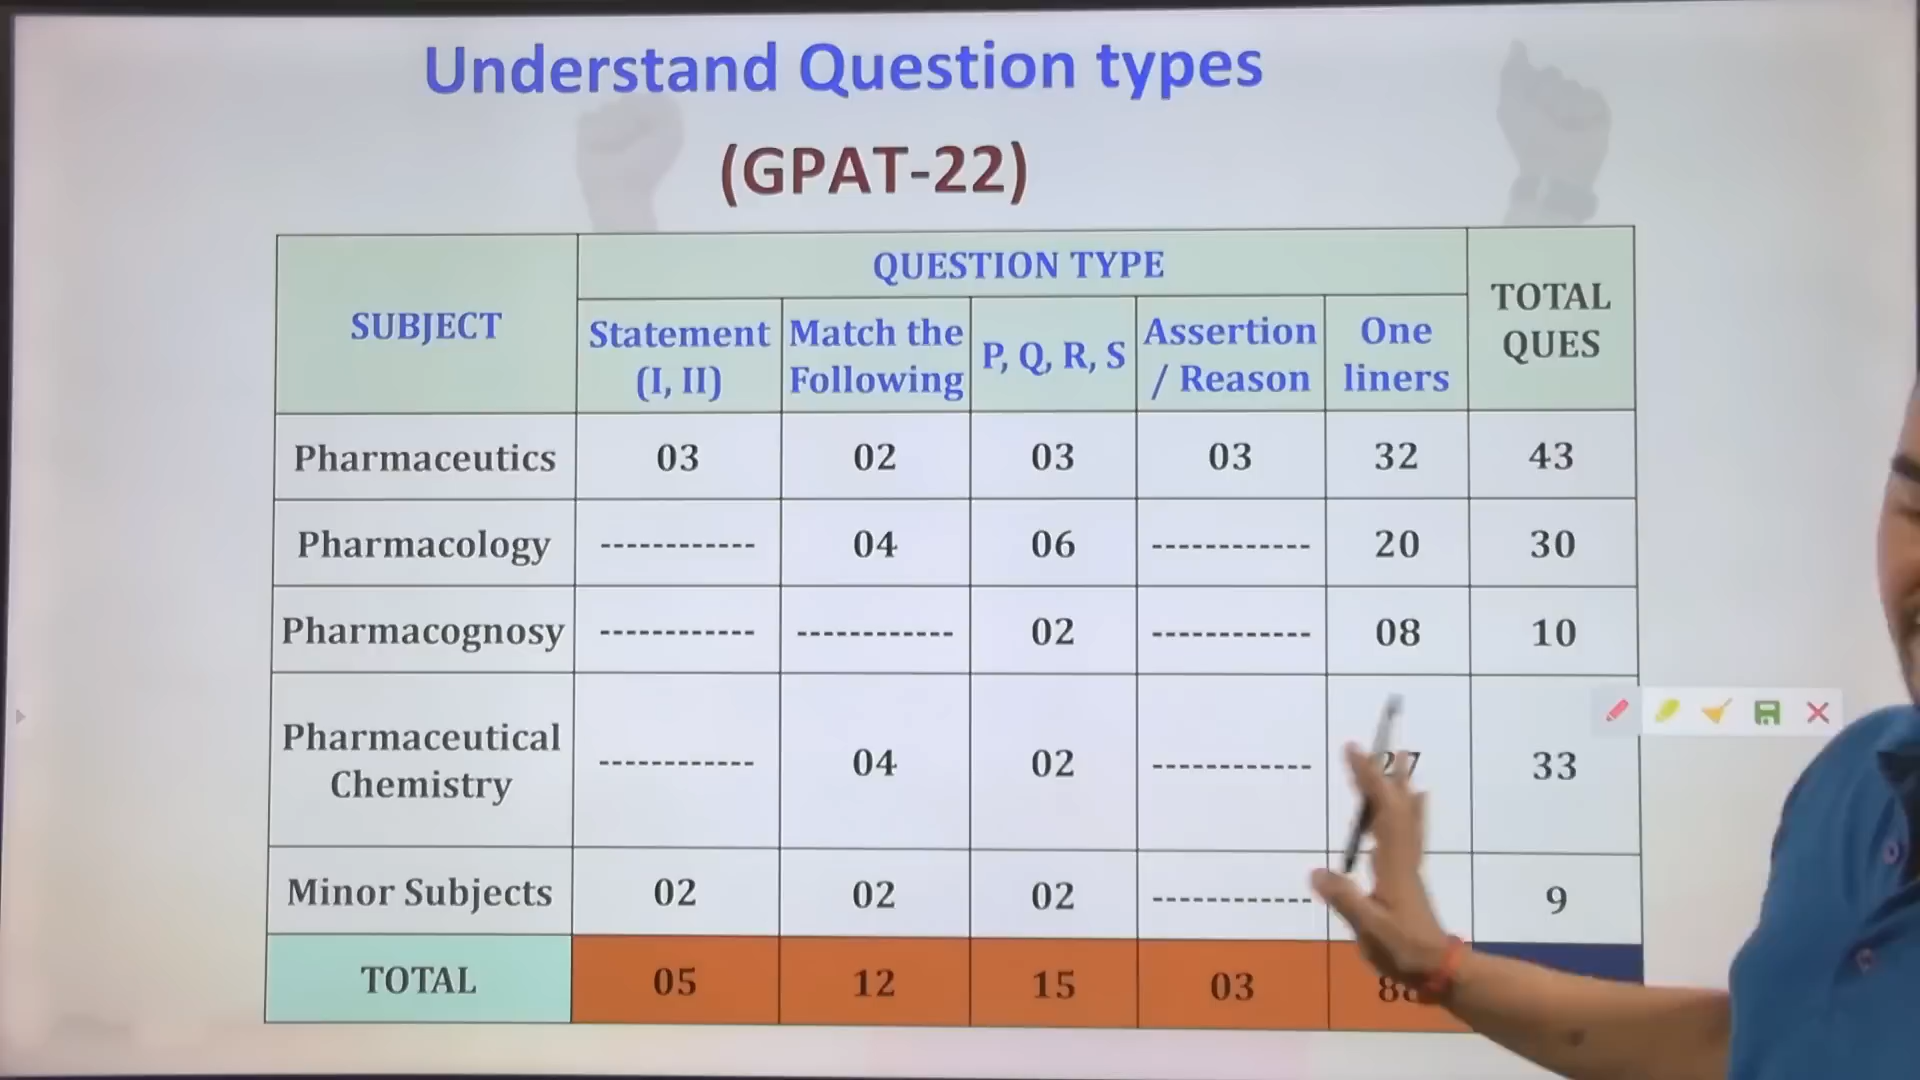 Understand Question types
(GPAT-22)
SUBJECT
QUESTION TYPE
TOTAL
QUES
Statement
(I, II)
Match the
Following
P, Q, R, S
Assertion
/ Reason
One
liners
Pharmaceutics 03 02 03 03 32 43
Pharmacology ------------ 04 06 ------------ 20 30
Pharmacognosy ------------ ------------ 02 ------------ 08 10
Pharmaceutical
Chemistry
------------ 04 02 ------------ 27 33
Minor Subjects 02 02 02 ------------ 9
TOTAL 05 12 15 03